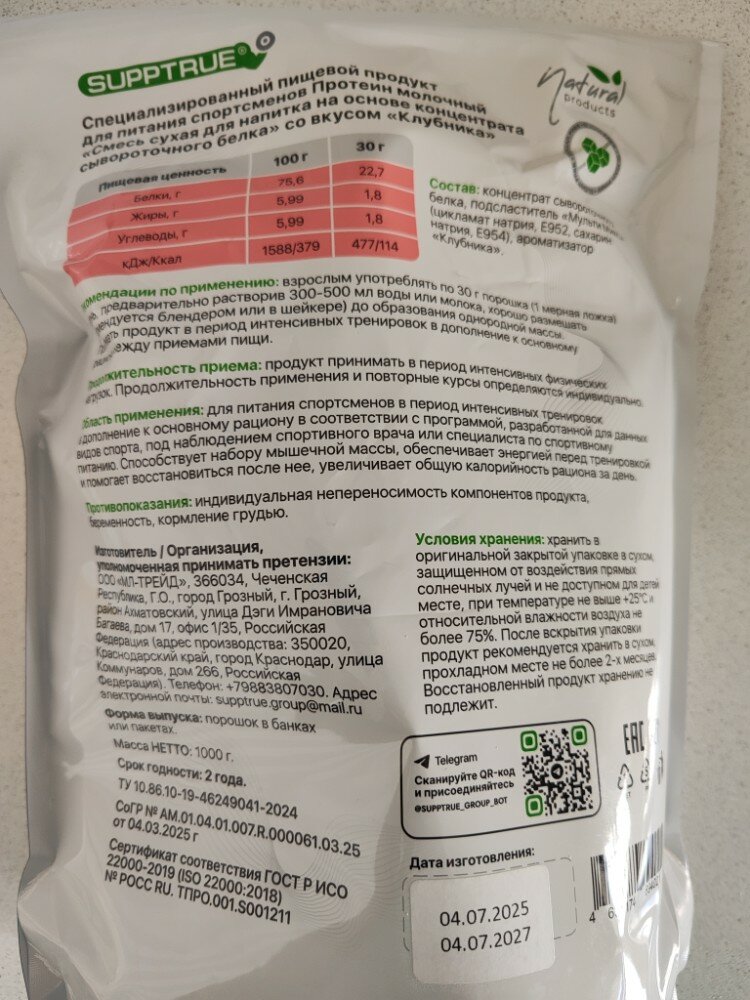 SUPPTRUE®
Natural
products
Специализированный пищевой продукт
для питания спортсменов Протеин молочный
«Смесь сухая для напитка на основе концентрата
сывороточного белка» со вкусом «Клубника»
Пищевая ценность 100 г 30 г
Белки, г 75,6 22,7
Жиры, г 5,99 1,8
Углеводы, г 5,99 1,8
кДж/Ккал 1588/379 477/114
Состав: концентрат
белка, подсластитель
(цикламат натрия, Е952, сахарин
натрия, Е954), ароматизатор
«Клубника».
по применению: взрослым употреблять по 30 г порошка (1 мерная ложка)
предварительно растворив 300-500 мл воды или молока, хорошо размешать
блендером или в шейкере) до образования однородной массы.
продукт в период интенсивных тренировок в дополнение к основному
между приемами пищи.
приема: продукт принимать в период интенсивных физических
Продолжительность применения и повторные курсы определяются индивидуально.
применения: для питания спортсменов в период интенсивных тренировок
дополнение к основному рациону в соответствии с программой, разработанной для данных
видов спорта, под наблюдением спортивного врача или специалиста по спортивному
питанию. Способствует набору мышечной массы, обеспечивает энергией перед тренировкой
и помогает восстановиться после нее, увеличивает общую калорийность рациона за день.
Противопоказания: индивидуальная непереносимость компонентов продукта,
беременность, кормление грудью.
Изготовитель / Организация,
уполномоченная принимать претензии:
ООО «МЛ-ТРЕЙД», 366034, Чеченская
Республика, Г.О., город Грозный, г. Грозный,
район Ахматовский, улица Дэги Имрановича
Багаева, дом 17, офис 1/35, Российская
Федерация (адрес производства: 350020,
Краснодарский край, город Краснодар, улица
Коммунаров, дом 266, Российская
Федерация). Телефон: +79883807030. Адрес
электронной почты: supptrue.group@mail.ru
Форма выпуска: порошок в банках
или пакетах.
Масса НЕТТО: 1000 г.
Срок годности: 2 года.
ТУ 10.86.10-19-46249041-2024
СоГР № AM.01.04.01.007.R.000061.03.25
от 04.03.2025 г
Сертификат соответствия ГОСТ Р ИСО
22000-2019 (ISO 22000:2018)
№ РОСС RU. ТПРО.001.S001211
Условия хранения: хранить в
оригинальной закрытой упаковке в сухом,
защищенном от воздействия прямых
солнечных лучей и не доступном для детей
месте, при температуре не выше +25°С и
относительной влажности воздуха не
более 75%. После вскрытия упаковки
продукт рекомендуется хранить в сухом,
прохладном месте не более 2-х месяцев.
Восстановленный продукт хранению не
подлежит.
Telegram
Сканируйте QR-код
и присоединяйтесь
@SUPPTRUE_GROUP_BOT
EAC
Дата изготовления:
04.07.2025
04.07.2027